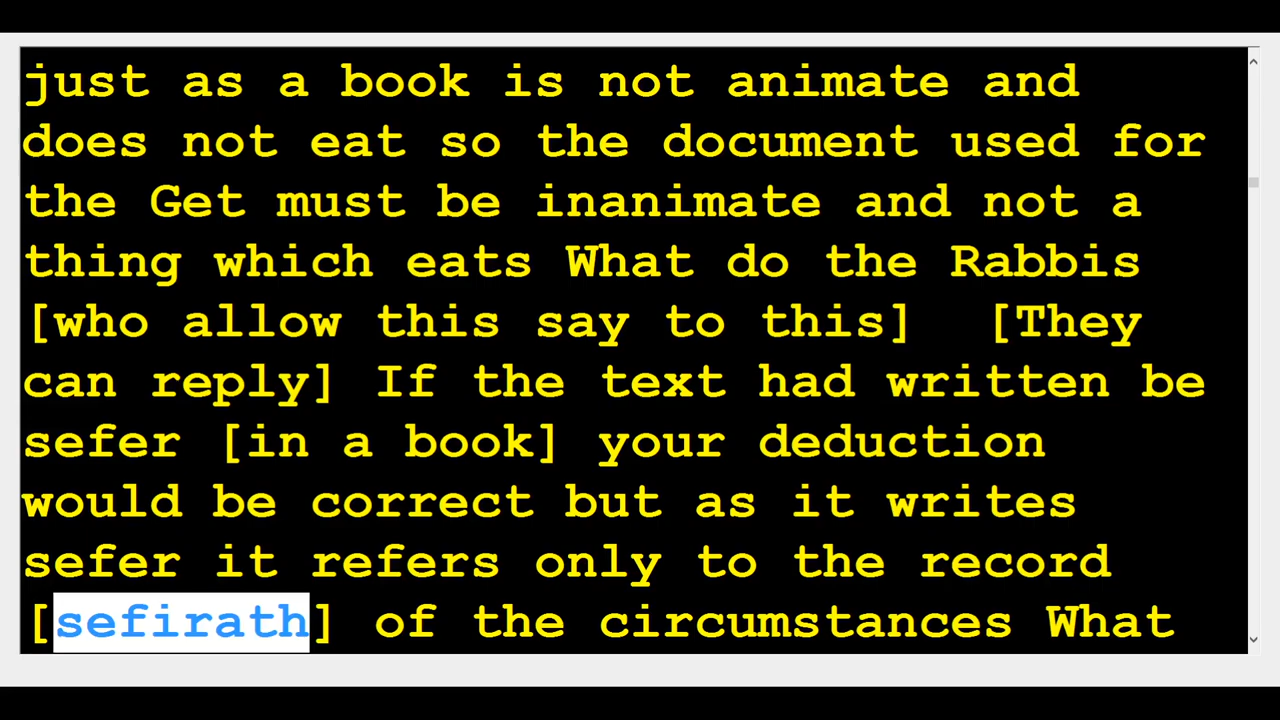 just as a book is not animate and
does not eat so the document used for
the Get must be inanimate and not a
thing which eats What do the Rabbis
[who allow this say to this] [They
can reply] If the text had written be
sefer [in a book] your deduction
would be correct but as it writes
sefer it refers only to the record
[sefirath] of the circumstances What